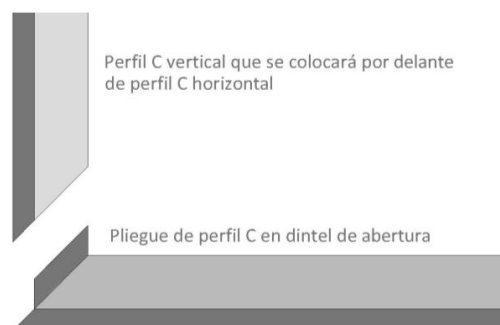 Perfil C vertical que se colocará por delante
de perfil C horizontal
Pliegue de perfil C en dintel de abertura